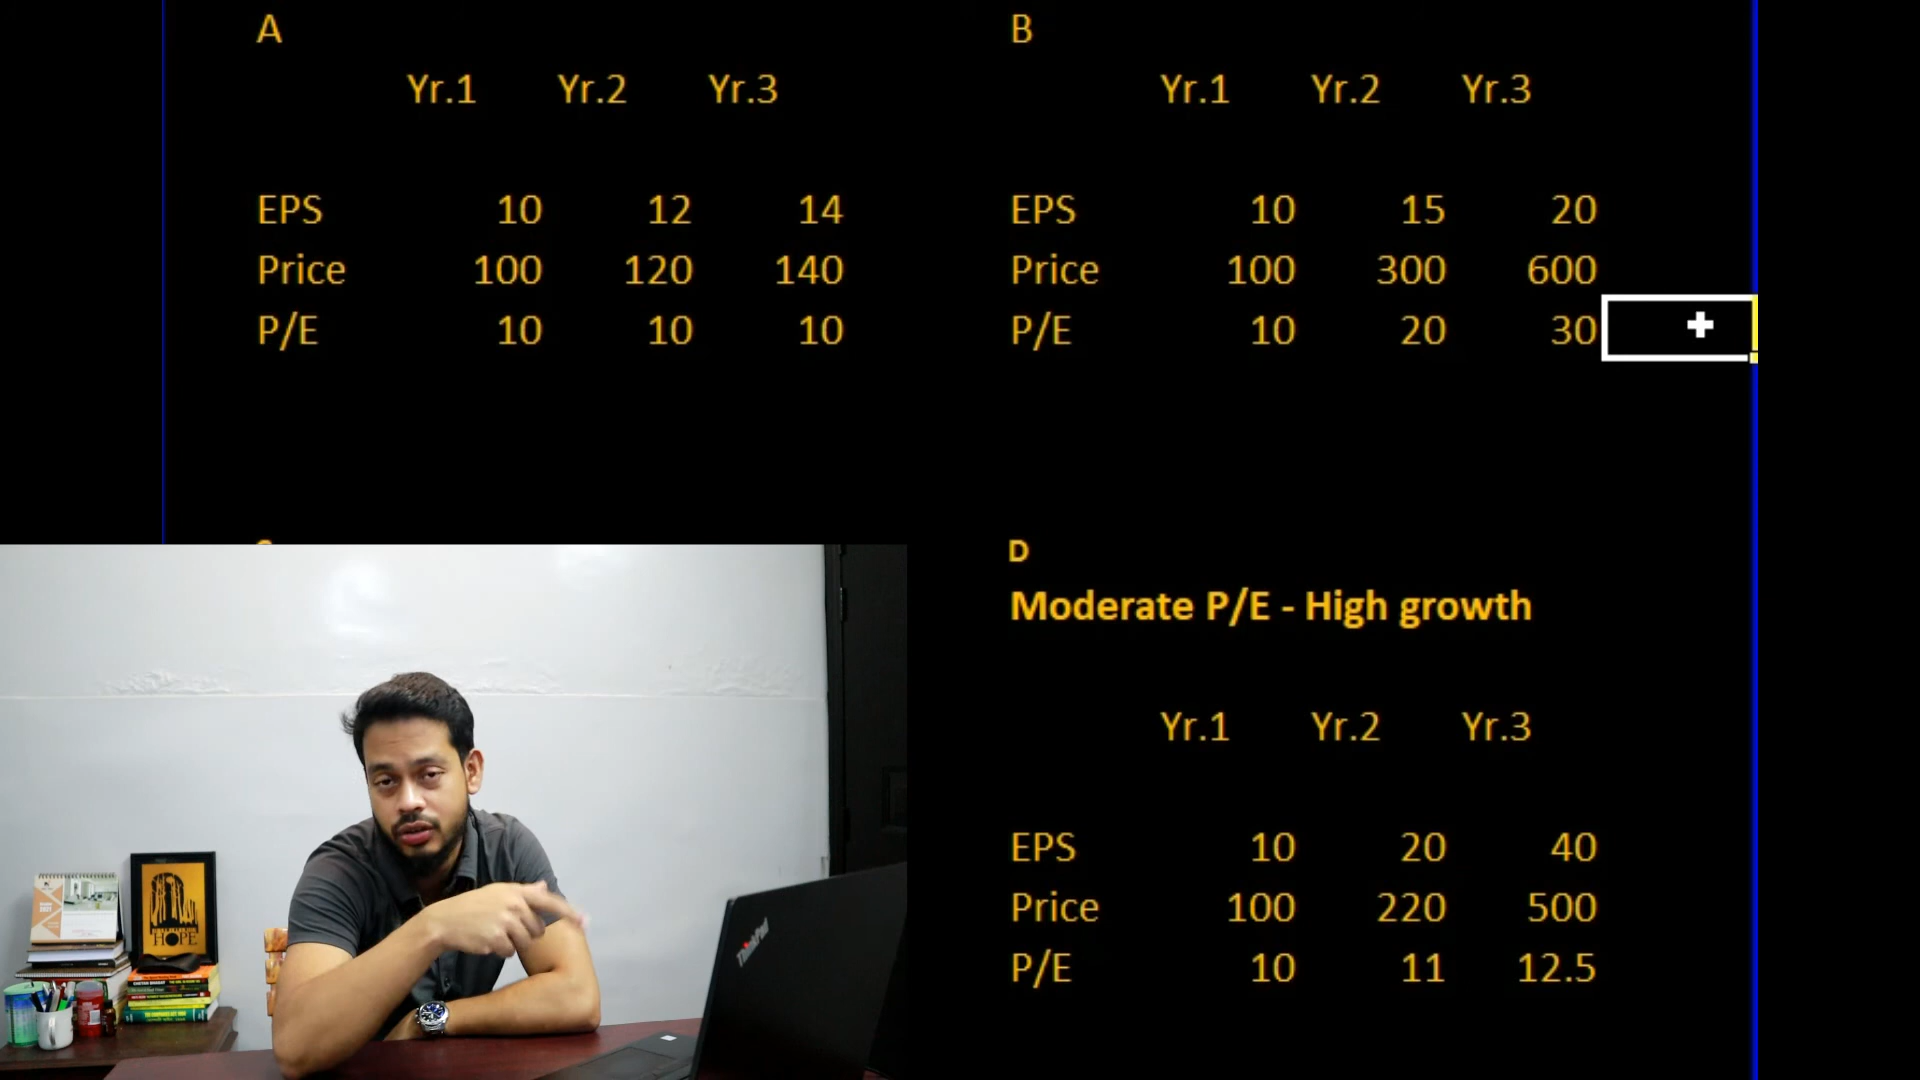 A
Yr.1 Yr.2 Yr.3
EPS 10 12 14
Price 100 120 140
P/E 10 10 10
B
Yr.1 Yr.2 Yr.3
EPS 10 15 20
Price 100 300 600
P/E 10 20 30
D
Moderate P/E - High growth
Yr.1 Yr.2 Yr.3
EPS 10 20 40
Price 100 220 500
P/E 10 11 12.5
HOPE
ThinkPad